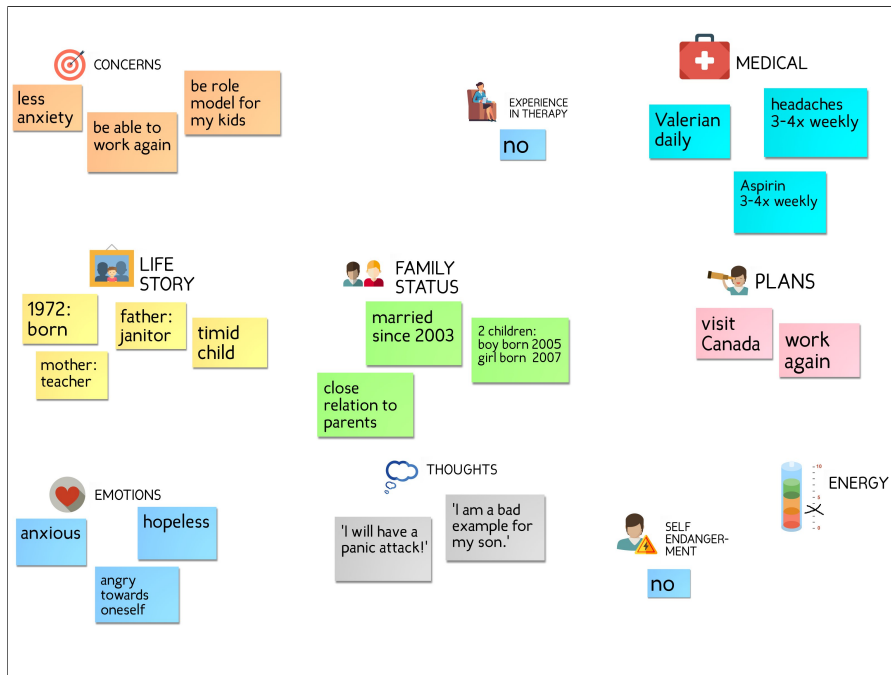 CONCERNS
less
anxiety
be able to
work again
be role
model for
my kids
EXPERIENCE
IN THERAPY
no
MEDICAL
Valerian
daily
headaches
3-4x weekly
Aspirin
3-4x weekly
LIFE
STORY
1972:
born
father:
janitor
timid
child
mother:
teacher
FAMILY
STATUS
married
since 2003
2 children:
boy born 2005
girl born 2007
close
relation to
parents
PLANS
visit
Canada
work
again
EMOTIONS
anxious
hopeless
angry
towards
oneself
THOUGHTS
'I will have a
panic attack!'
'I am a bad
example for
my son.'
SELF
ENDANGER-
MENT
no
ENERGY
10
5
0